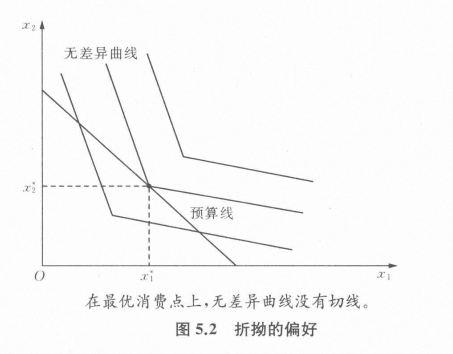 x₂
无差异曲线
x₂*
预算线
O
x₁*
x₁
在最优消费点上,无差异曲线没有切线。
图 5.2 折拗的偏好